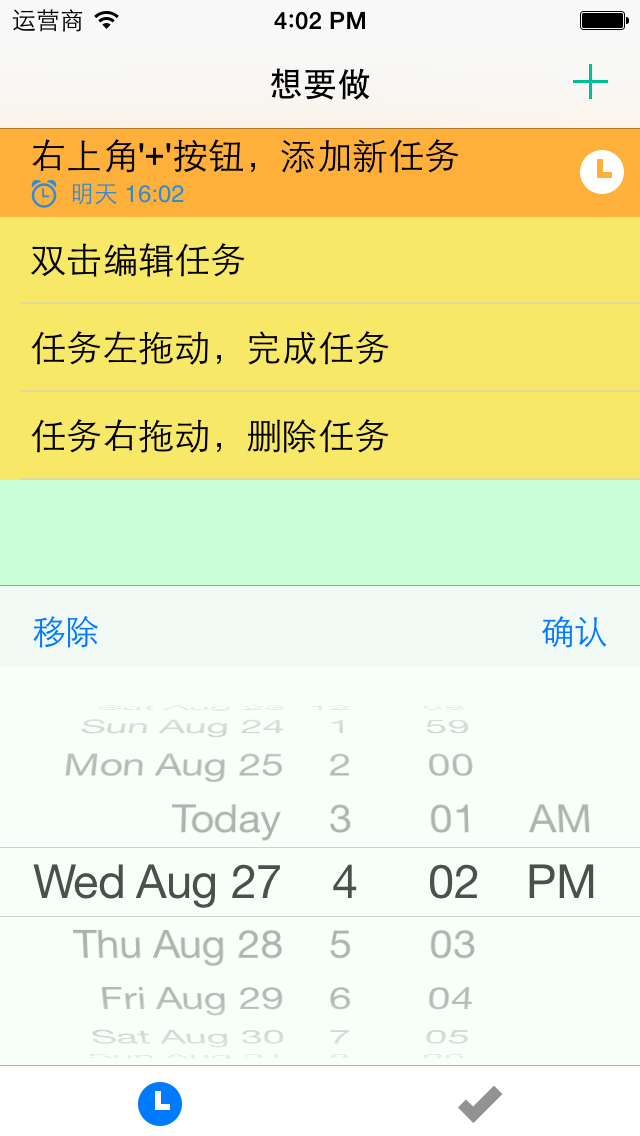 运营商 4:02 PM
想要做
右上角'+'按钮，添加新任务
明天 16:02
双击编辑任务
任务左拖动，完成任务
任务右拖动，删除任务
移除 确认
Sun Aug 24 1 59
Mon Aug 25 2 00
Today 3 01 AM
Wed Aug 27 4 02 PM
Thu Aug 28 5 03
Fri Aug 29 6 04
Sat Aug 30 7 05